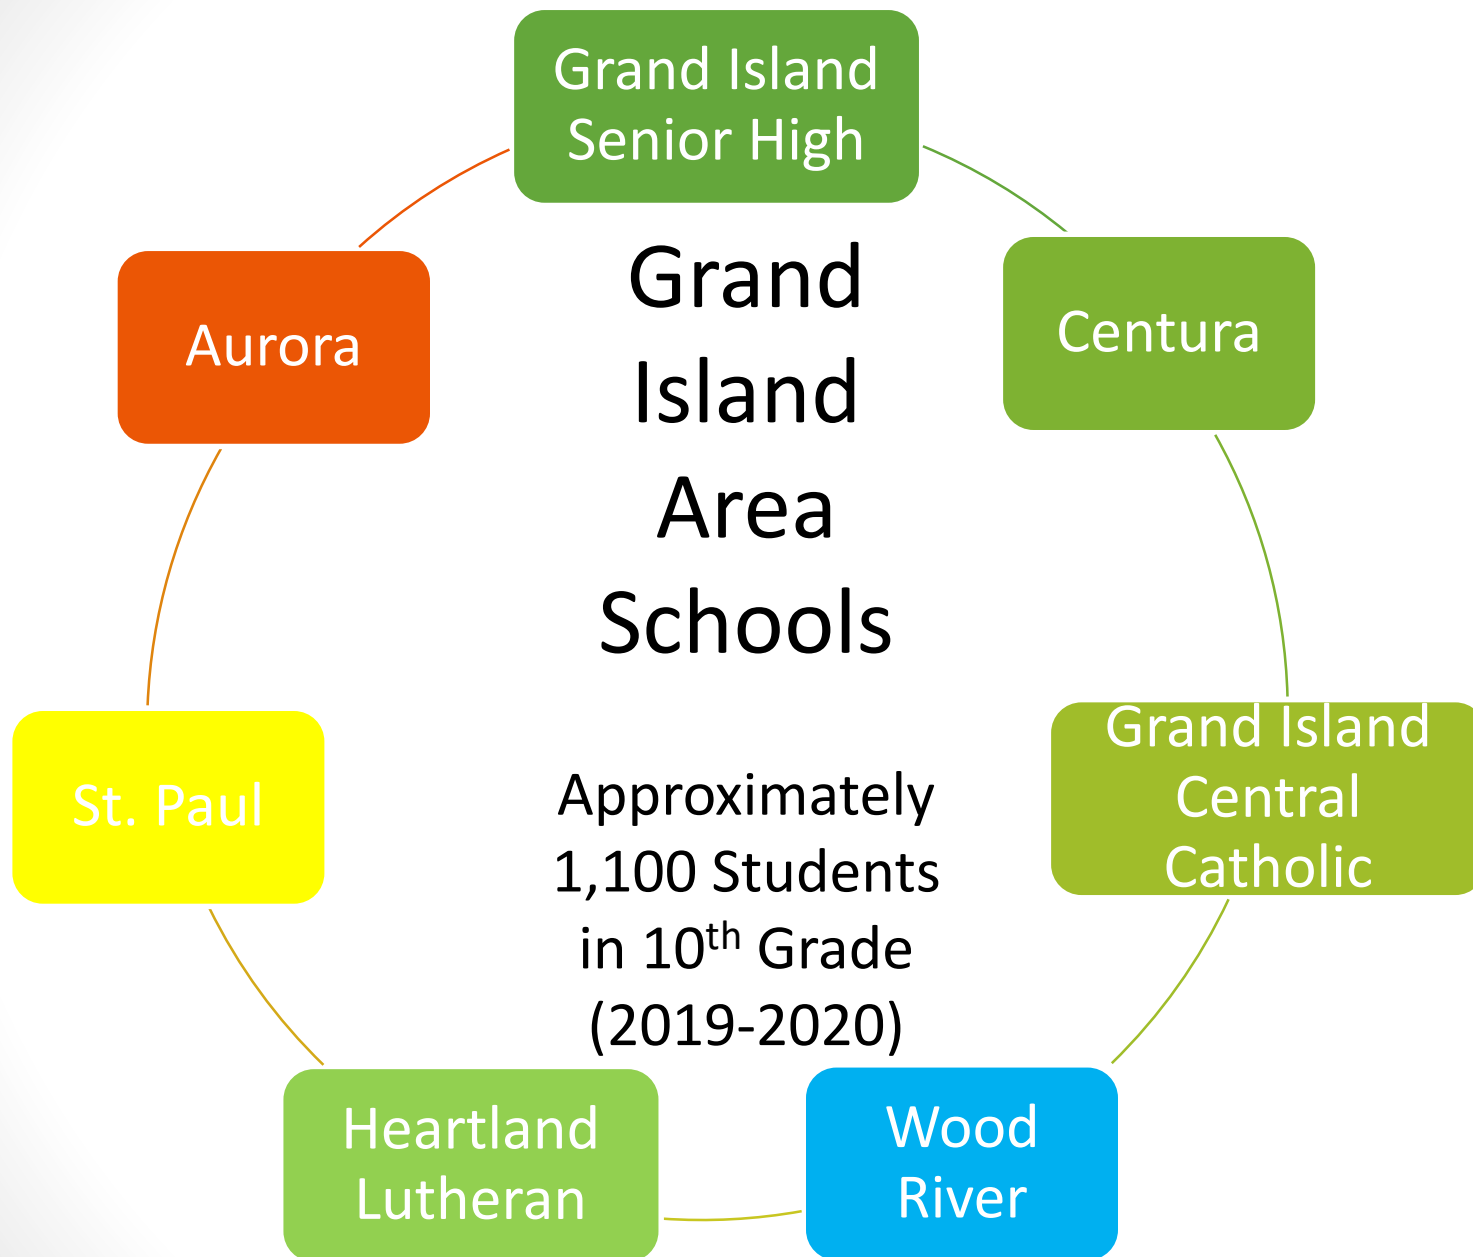 Grand Island
Senior High
Grand
Island
Area
Schools
Approximately
1,100 Students
in 10th Grade
(2019-2020)
Centura
Grand Island
Central
Catholic
Wood
River
Heartland
Lutheran
St. Paul
Aurora